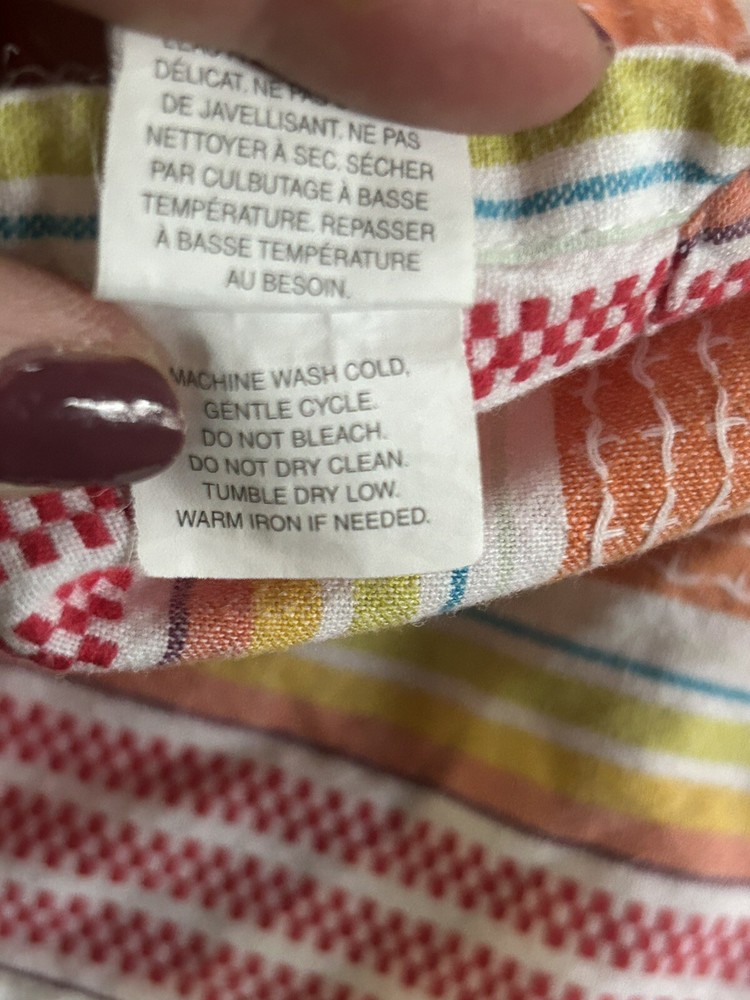 DÉLICAT. NE PAS
DE JAVELLISANT. NE PAS
NETTOYER À SEC. SÉCHER
PAR CULBUTAGE À BASSE
TEMPÉRATURE. REPASSER
À BASSE TEMPÉRATURE
AU BESOIN.
MACHINE WASH COLD,
GENTLE CYCLE.
DO NOT BLEACH.
DO NOT DRY CLEAN.
TUMBLE DRY LOW.
WARM IRON IF NEEDED.